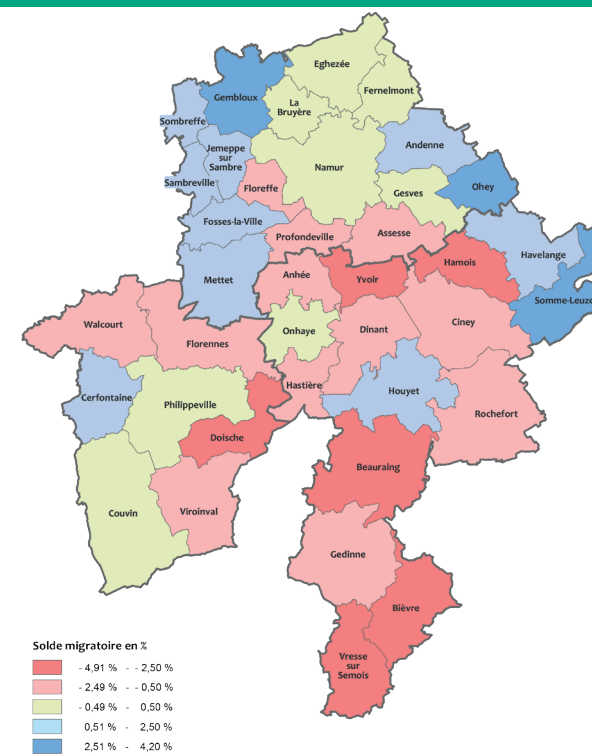 Eghezée
Gembloux
Fernelmont
La
Bruyère
Sombreffe
Andenne
Jemeppe
sur
Sambre
Namur
Sambreville
Floreffe
Ohey
Gesves
Fosses-la-Ville
Profondeville
Assesse
Havelange
Hamois
Anhée
Yvoir
Mettet
Somme-Leuze
Walcourt
Ciney
Onhaye
Dinant
Florennes
Hastière
Houyet
Cerfontaine
Philippeville
Rochefort
Doische
Beauraing
Couvin
Viroinval
Gedinne
Bièvre
Vresse
sur
Semois
Solde migratoire en %
- 4,91 % - - 2,50 %
- 2,49 % - - 0,50 %
- 0,49 % - 0,50 %
0,51 % - 2,50 %
2,51 % - 4,20 %